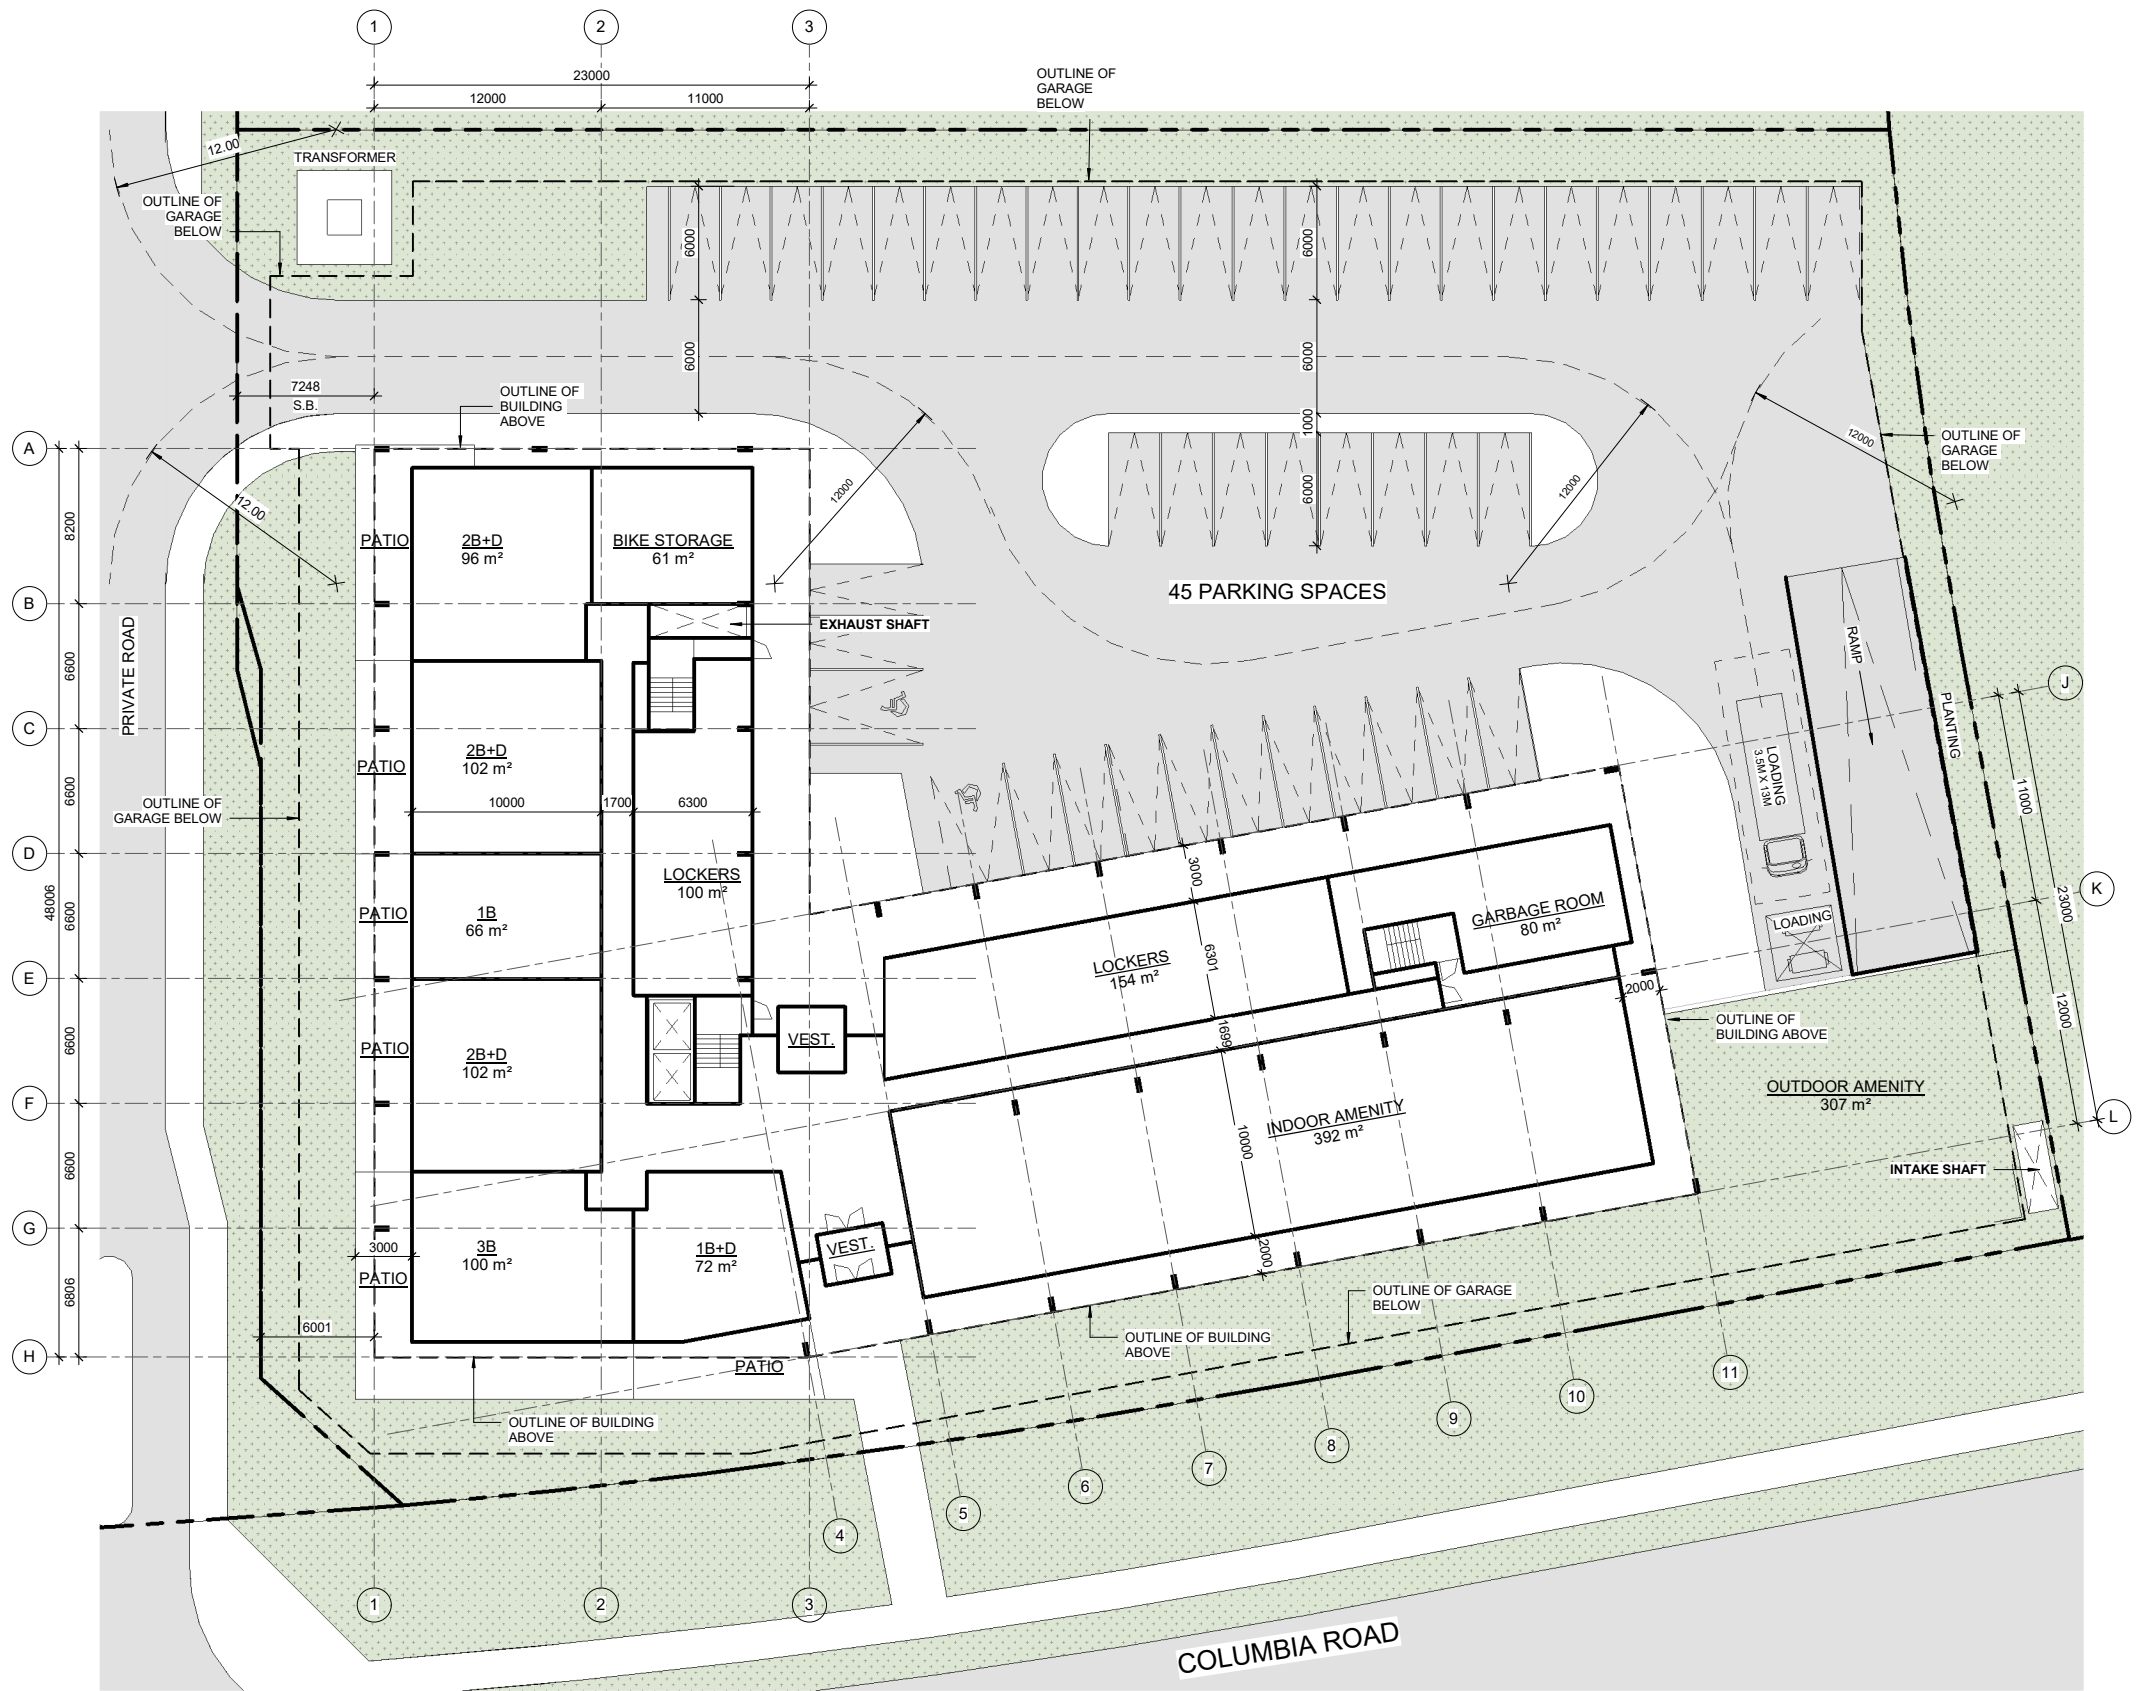 1
2
3
23000
12000
11000
OUTLINE OF
GARAGE
BELOW
12.00
TRANSFORMER
OUTLINE OF
GARAGE
BELOW
6000
6000
6000
6000
7248
S.B.
OUTLINE OF
BUILDING
ABOVE
1000
6000
12000
12000
12000
OUTLINE OF
GARAGE
BELOW
A
B
C
D
E
F
G
H
8200
6600
6600
6600
6600
6600
6806
48006
12.00
PRIVATE ROAD
PATIO
2B+D
96 m²
BIKE STORAGE
61 m²
45 PARKING SPACES
EXHAUST SHAFT
RAMP
PLANTING
J
K
L
11000
23000
12000
PATIO
2B+D
102 m²
10000
1700
6300
LOADING
3.5M X 13M
OUTLINE OF
GARAGE BELOW
LOCKERS
100 m²
3000
PATIO
1B
66 m²
GARBAGE ROOM
80 m²
LOADING
LOCKERS
154 m²
6301
2000
1699
OUTLINE OF
BUILDING ABOVE
VEST.
PATIO
2B+D
102 m²
OUTDOOR AMENITY
307 m²
INDOOR AMENITY
392 m²
10000
INTAKE SHAFT
3000
PATIO
3B
100 m²
1B+D
72 m²
VEST.
2000
OUTLINE OF GARAGE
BELOW
6001
OUTLINE OF BUILDING
ABOVE
PATIO
OUTLINE OF BUILDING
ABOVE
11
10
9
8
7
6
5
4
1
2
3
COLUMBIA ROAD